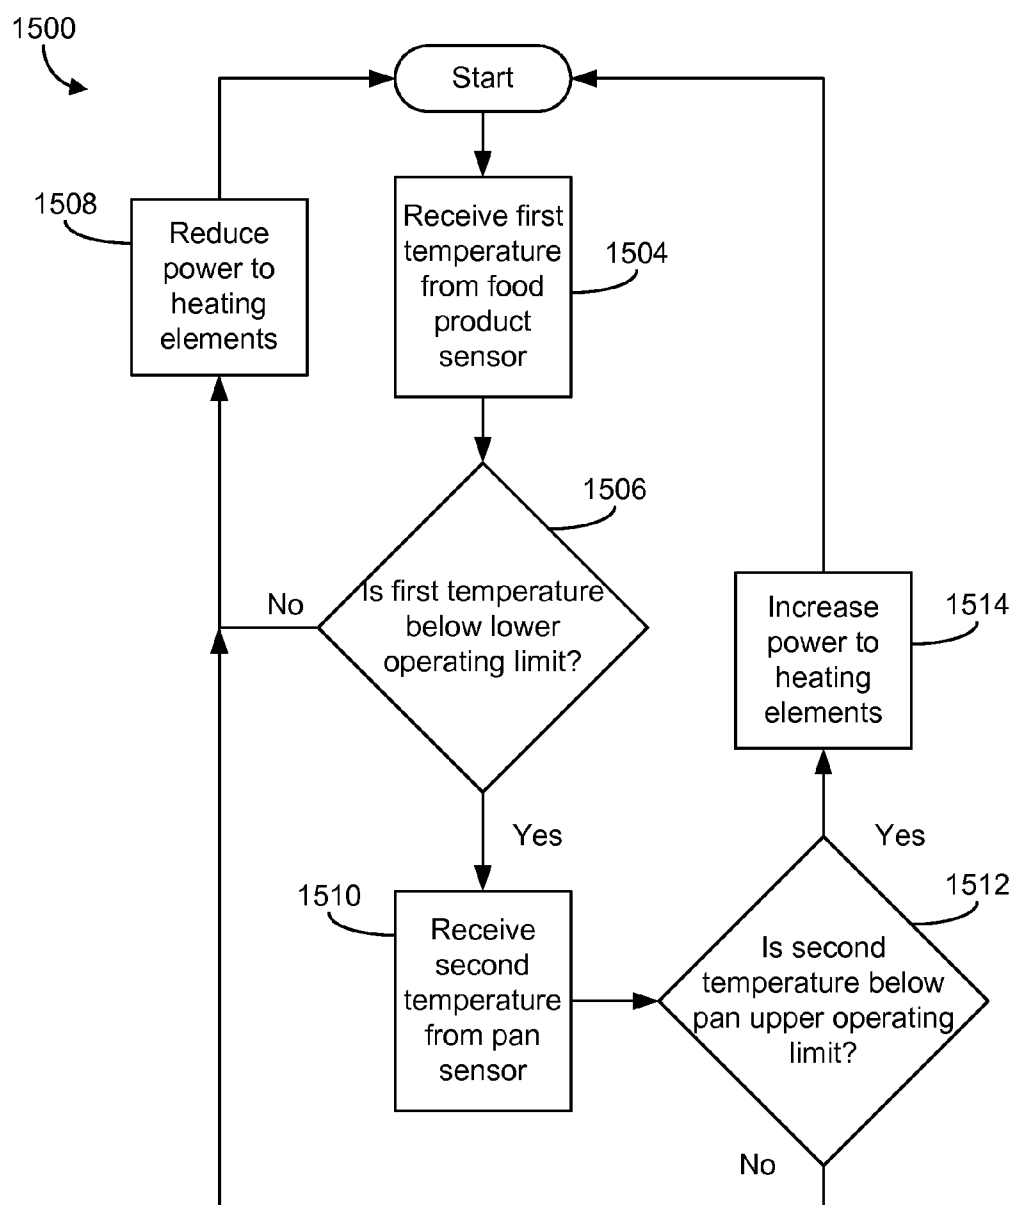 1500
Start
1508
Reduce
power to
heating
elements
Receive first
temperature
from food
product
sensor
1504
1506
No
Is first temperature
below lower
operating limit?
Increase
power to
heating
elements
1514
Yes
Yes
1510
Receive
second
temperature
from pan
sensor
1512
Is second
temperature below
pan upper operating
limit?
No